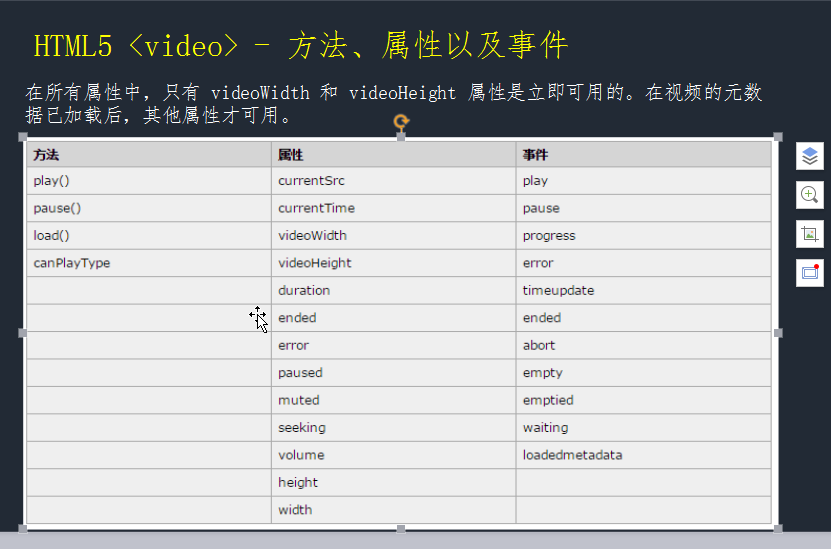 HTML5 <video> - 方法、属性以及事件
在所有属性中，只有 videoWidth 和 videoHeight 属性是立即可用的。在视频的元数
据已加载后，其他属性才可用。
方法 属性 事件
play() currentSrc play
pause() currentTime pause
load() videoWidth progress
canPlayType videoHeight error
duration timeupdate
ended ended
error abort
paused empty
muted emptied
seeking waiting
volume loadedmetadata
height
width